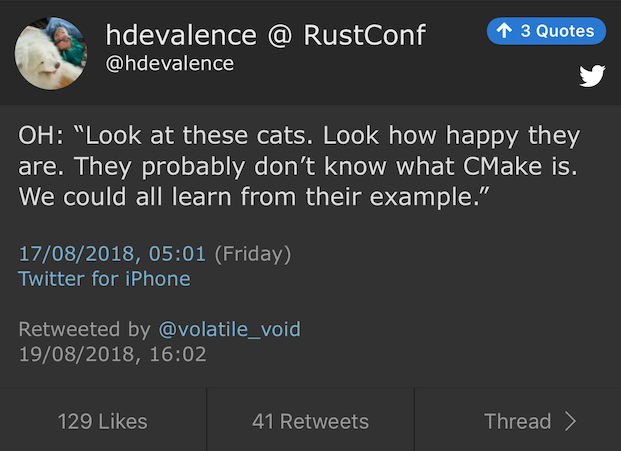 hdevalence @ RustConf
↑ 3 Quotes
@hdevalence
OH: “Look at these cats. Look how happy they
are. They probably don’t know what CMake is.
We could all learn from their example.”
17/08/2018, 05:01 (Friday)
Twitter for iPhone
Retweeted by @volatile_void
19/08/2018, 16:02
129 Likes
41 Retweets
Thread >